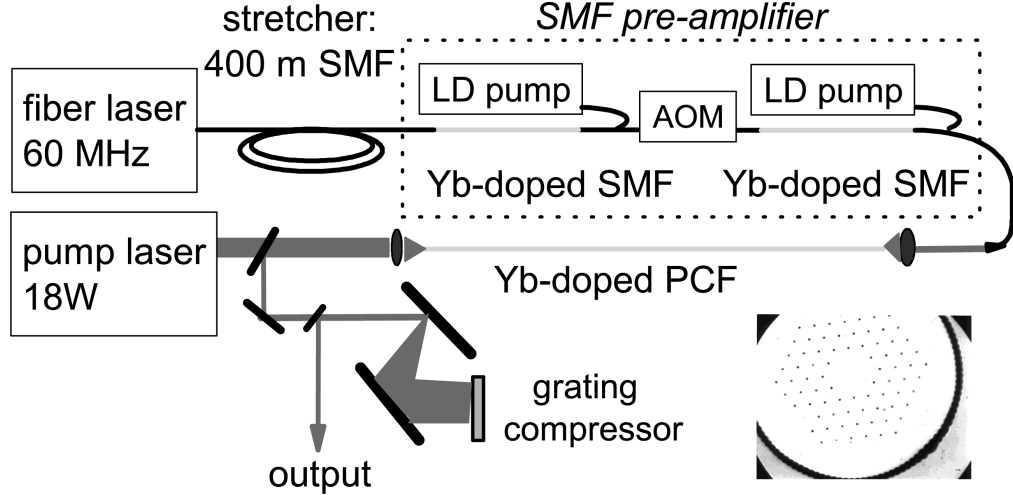 stretcher:
400 m SMF
SMF pre-amplifier
fiber laser
60 MHz
LD pump
AOM
LD pump
Yb-doped SMF
Yb-doped SMF
pump laser
18W
Yb-doped PCF
grating
compressor
output